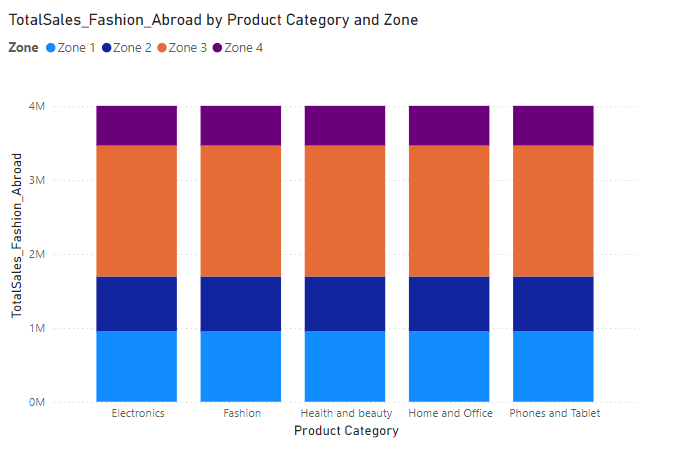 TotalSales_Fashion_Abroad by Product Category and Zone
Zone Zone 1 Zone 2 Zone 3 Zone 4
TotalSales_Fashion_Abroad
4M
3M
2M
1M
0M
Electronics Fashion Health and beauty Home and Office Phones and Tablet
Product Category